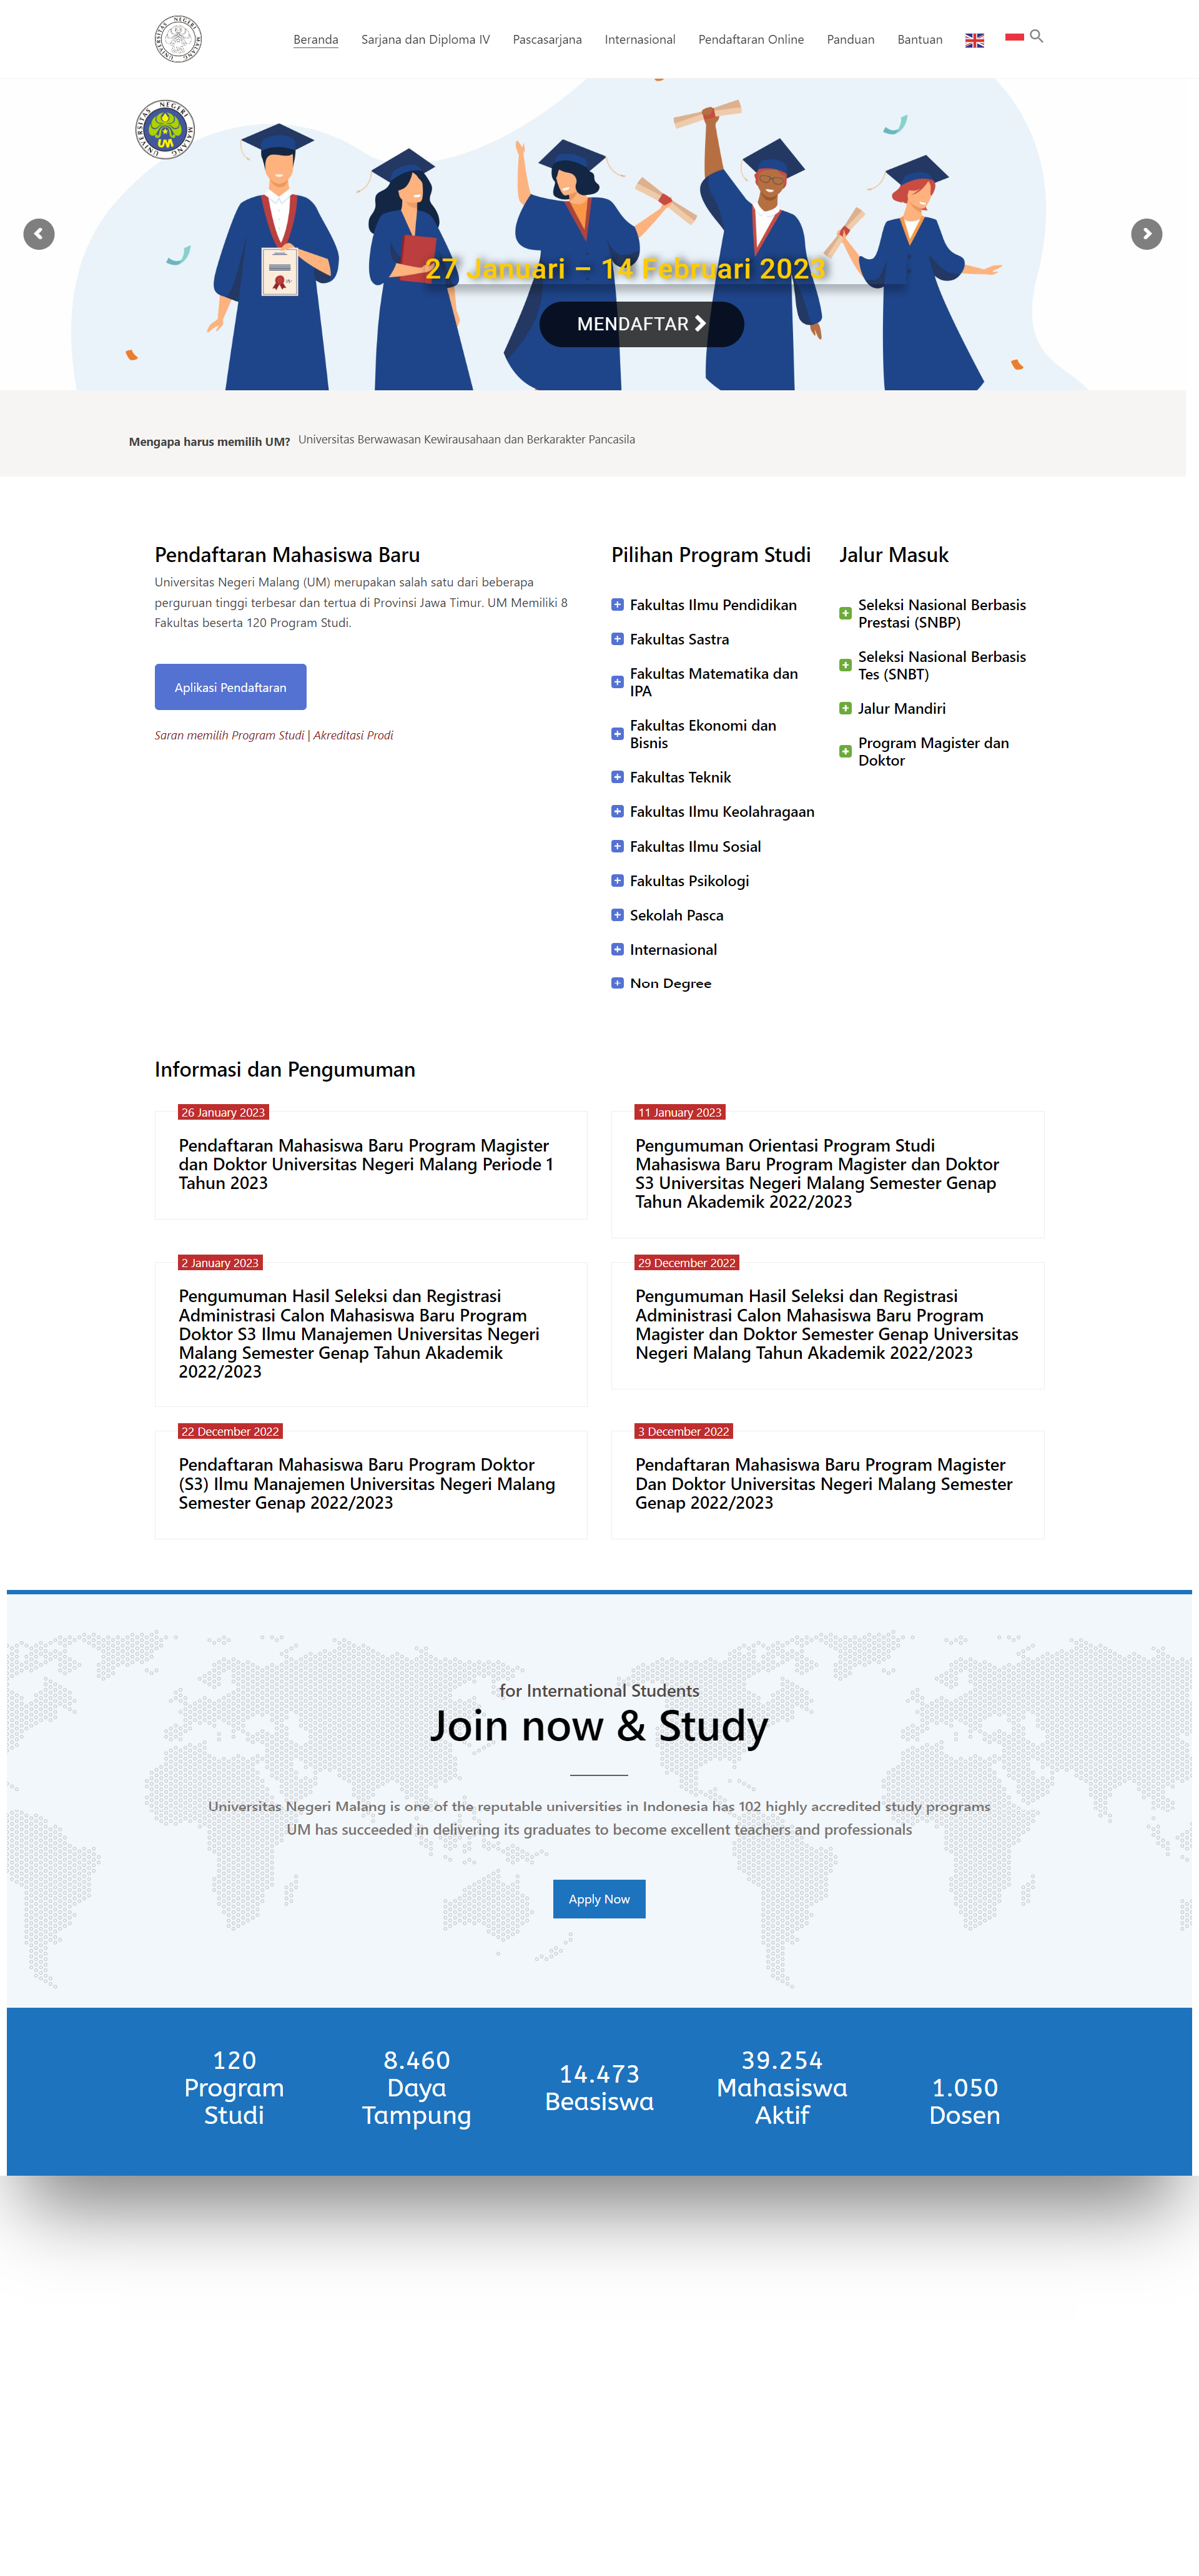 UNIVERSITAS NEGERI MALANG
Beranda
Sarjana dan Diploma IV
Pascasarjana
Internasional
Pendaftaran Online
Panduan
Bantuan
UNIVERSITAS NEGERI MALANG
UM
27 Januari – 14 Februari 2023
MENDAFTAR
Mengapa harus memilih UM? Universitas Berwawasan Kewirausahaan dan Berkarakter Pancasila
Pendaftaran Mahasiswa Baru
Universitas Negeri Malang (UM) merupakan salah satu dari beberapa
perguruan tinggi terbesar dan tertua di Provinsi Jawa Timur. UM Memiliki 8
Fakultas beserta 120 Program Studi.
Aplikasi Pendaftaran
Saran memilih Program Studi | Akreditasi Prodi
Pilihan Program Studi
Fakultas Ilmu Pendidikan
Fakultas Sastra
Fakultas Matematika dan
IPA
Fakultas Ekonomi dan
Bisnis
Fakultas Teknik
Fakultas Ilmu Keolahragaan
Fakultas Ilmu Sosial
Fakultas Psikologi
Sekolah Pasca
Internasional
Non Degree
Jalur Masuk
Seleksi Nasional Berbasis
Prestasi (SNBP)
Seleksi Nasional Berbasis
Tes (SNBT)
Jalur Mandiri
Program Magister dan
Doktor
Informasi dan Pengumuman
26 January 2023
Pendaftaran Mahasiswa Baru Program Magister
dan Doktor Universitas Negeri Malang Periode 1
Tahun 2023
11 January 2023
Pengumuman Orientasi Program Studi
Mahasiswa Baru Program Magister dan Doktor
S3 Universitas Negeri Malang Semester Genap
Tahun Akademik 2022/2023
2 January 2023
Pengumuman Hasil Seleksi dan Registrasi
Administrasi Calon Mahasiswa Baru Program
Doktor S3 Ilmu Manajemen Universitas Negeri
Malang Semester Genap Tahun Akademik
2022/2023
29 December 2022
Pengumuman Hasil Seleksi dan Registrasi
Administrasi Calon Mahasiswa Baru Program
Magister dan Doktor Semester Genap Universitas
Negeri Malang Tahun Akademik 2022/2023
22 December 2022
Pendaftaran Mahasiswa Baru Program Doktor
(S3) Ilmu Manajemen Universitas Negeri Malang
Semester Genap 2022/2023
3 December 2022
Pendaftaran Mahasiswa Baru Program Magister
Dan Doktor Universitas Negeri Malang Semester
Genap 2022/2023
for International Students
Join now & Study
Universitas Negeri Malang is one of the reputable universities in Indonesia has 102 highly accredited study programs
UM has succeeded in delivering its graduates to become excellent teachers and professionals
Apply Now
120
Program
Studi
8.460
Daya
Tampung
14.473
Beasiswa
39.254
Mahasiswa
Aktif
1.050
Dosen